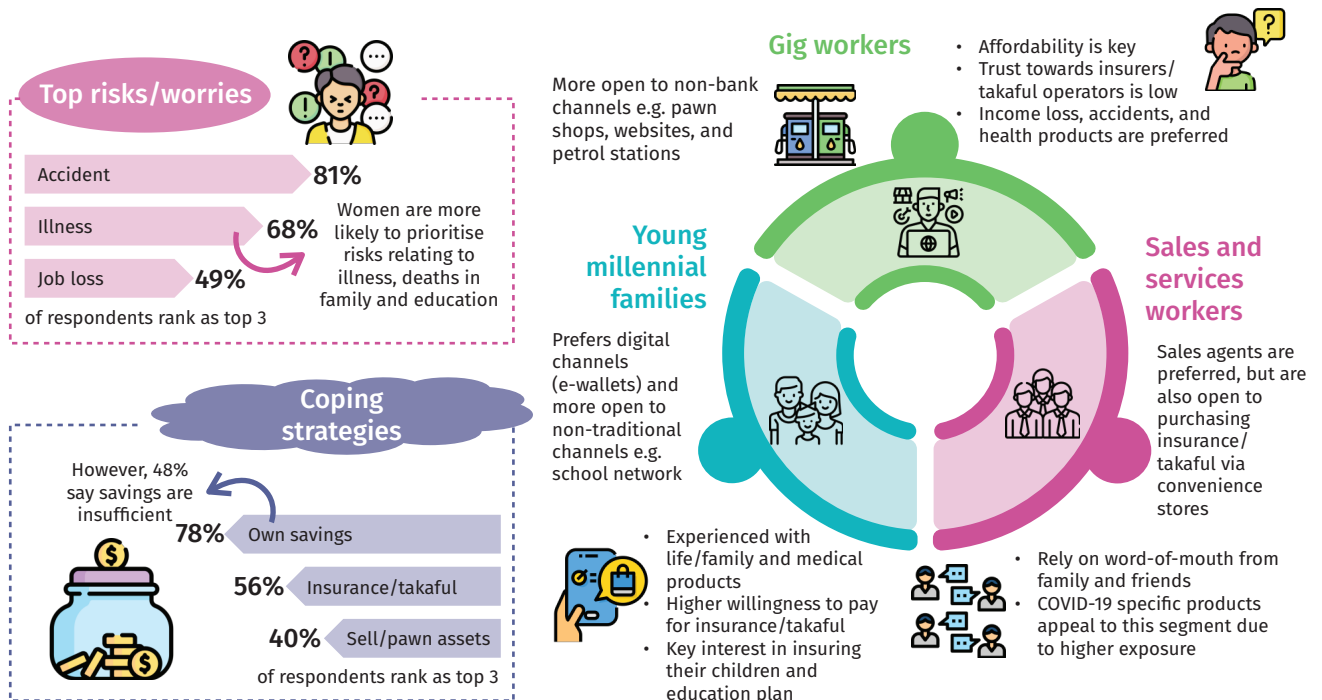 Top risks/worries
Accident
81%
Illness
68%
Job loss
49%
Women are more
likely to prioritise
risks relating to
illness, deaths in
family and education
of respondents rank as top 3
Coping
strategies
However, 48%
say savings are
insufficient
78%
Own savings
56%
Insurance/takaful
40%
Sell/pawn assets
of respondents rank as top 3
Gig workers
More open to non-bank
channels e.g. pawn
shops, websites, and
petrol stations
• Affordability is key
• Trust towards insurers/
takaful operators is low
• Income loss, accidents, and
health products are preferred
Young
millennial
families
Prefers digital
channels
(e-wallets) and
more open to
non-traditional
channels e.g.
school network
• Experienced with
life/family and medical
products
• Higher willingness to pay
for insurance/takaful
• Key interest in insuring
their children and
education plan
Sales and
services
workers
Sales agents are
preferred, but are
also open to
purchasing
insurance/
takaful via
convenience
stores
• Rely on word-of-mouth from
family and friends
• COVID-19 specific products
appeal to this segment due
to higher exposure